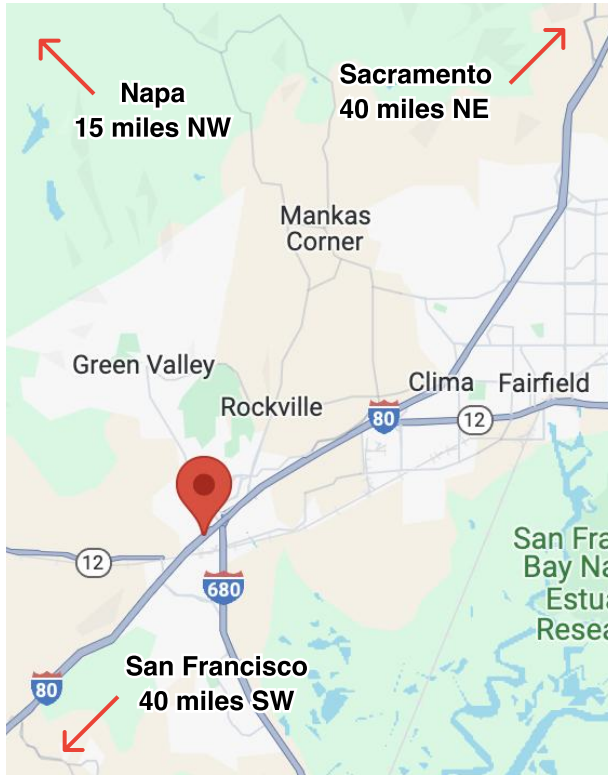 Napa
15 miles NW
Sacramento
40 miles NE
Mankas
Corner
Green Valley
Rockville
Clima
Fairfield
80
12
12
680
San Fra
Bay Na
Estu
Resea
80
San Francisco
40 miles SW